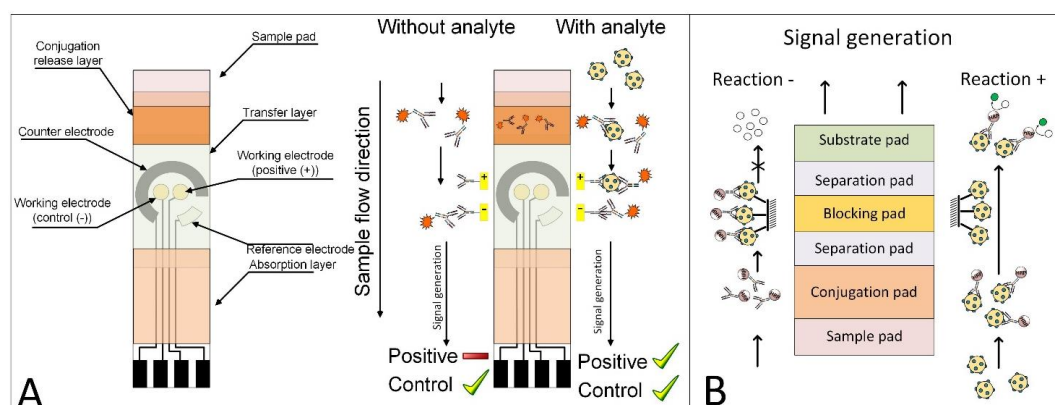 Conjugation
release layer
Sample pad
Counter electrode
Transfer layer
Working electrode
(positive (+))
Working electrode
(control (-))
Reference electrode
Absorption layer
A
Without analyte
With analyte
Sample flow direction
+
-
+
-
Signal generation
Signal generation
Positive
Control
Positive
Control
Signal generation
Reaction -
Reaction +
Substrate pad
Separation pad
Blocking pad
Separation pad
Conjugation pad
Sample pad
B